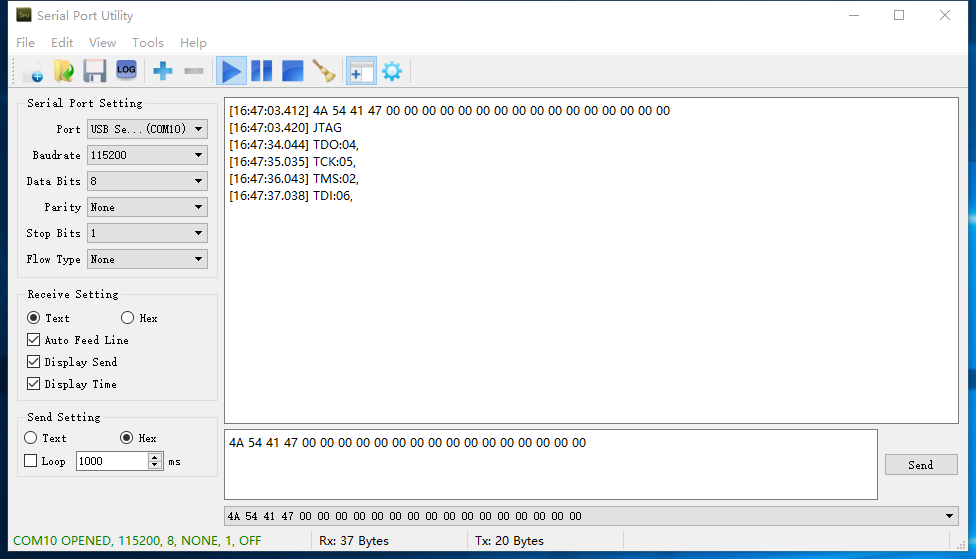 Serial Port Utility
File Edit View Tools Help
LOG
Serial Port Setting
Port USB Se...(COM10)
Baudrate 115200
Data Bits 8
Parity None
Stop Bits 1
Flow Type None
Receive Setting
Text Hex
Auto Feed Line
Display Send
Display Time
Send Setting
Text Hex
Loop 1000 ms
[16:47:03.412] 4A 54 41 47 00 00 00 00 00 00 00 00 00 00 00 00 00 00 00 00
[16:47:03.420] JTAG
[16:47:34.044] TDO:04,
[16:47:35.035] TCK:05,
[16:47:36.043] TMS:02,
[16:47:37.038] TDI:06,
4A 54 41 47 00 00 00 00 00 00 00 00 00 00 00 00 00 00 00 00
Send
4A 54 41 47 00 00 00 00 00 00 00 00 00 00 00 00 00 00 00 00
COM10 OPENED, 115200, 8, NONE, 1, OFF Rx: 37 Bytes Tx: 20 Bytes